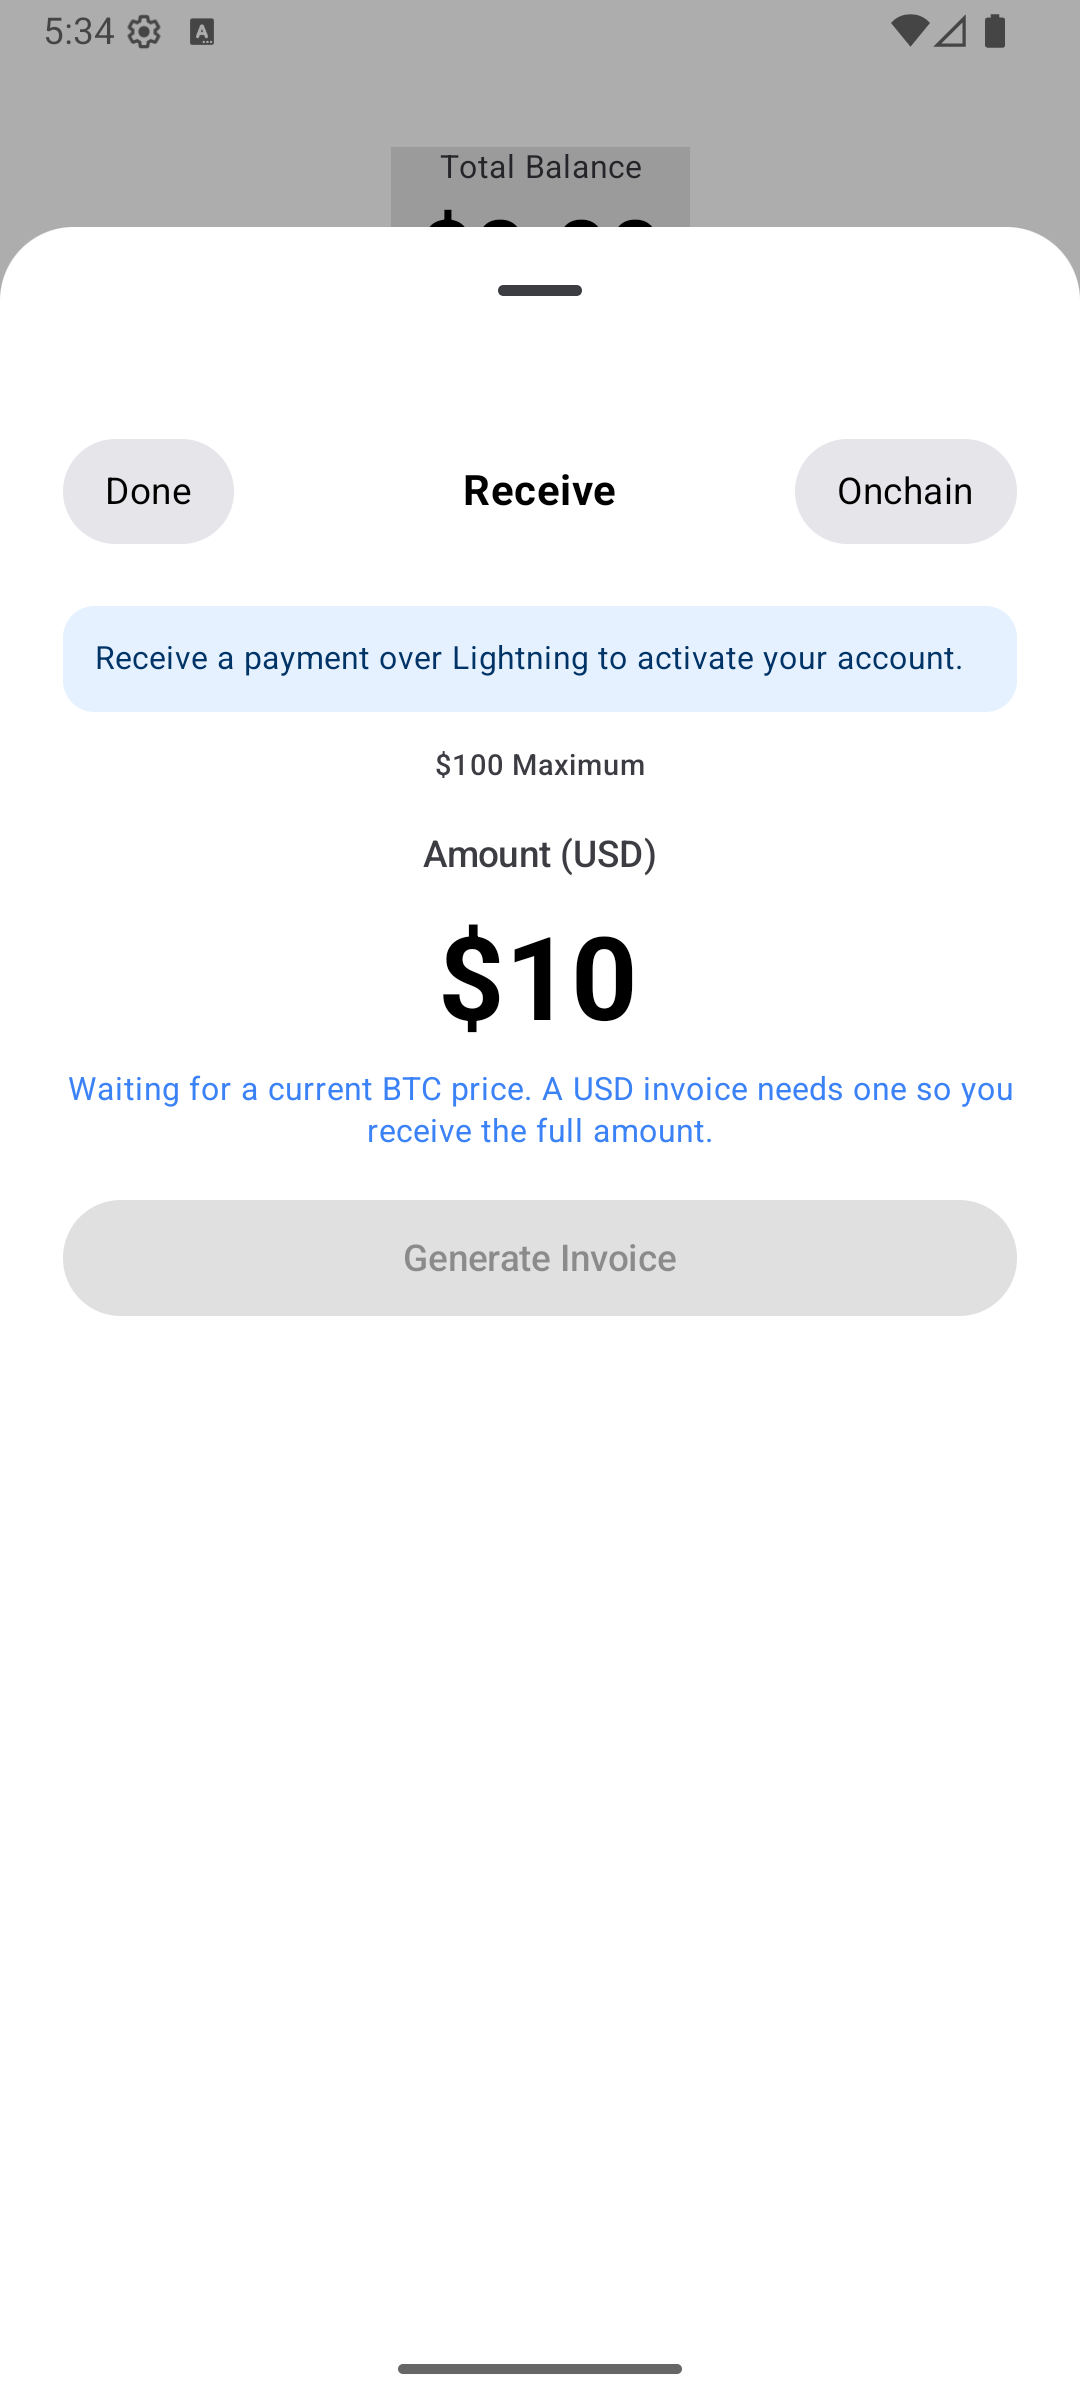 5:34
Total Balance
Done
Receive
Onchain
Receive a payment over Lightning to activate your account.
$100 Maximum
Amount (USD)
$10
Waiting for a current BTC price. A USD invoice needs one so you
receive the full amount.
Generate Invoice